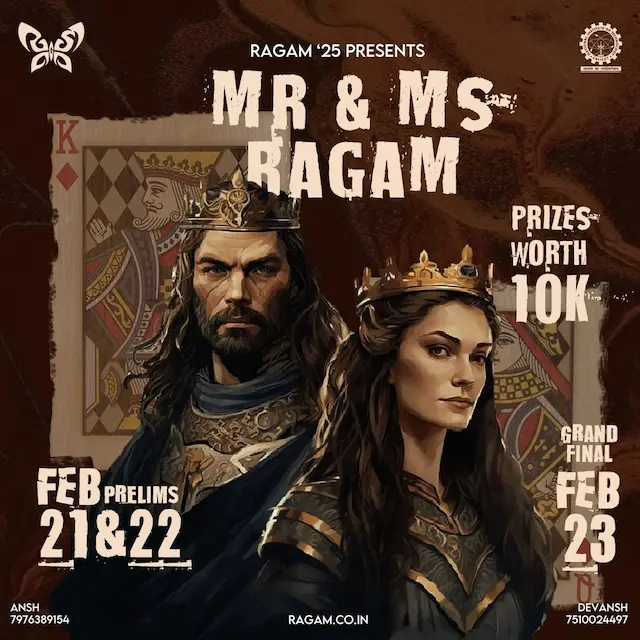 RAGAM '25 PRESENTS
MR & MS
RAGAM
K
PRIZES
WORTH
10K
GRAND
FINAL
FEB
23
FEB PRELIMS
21&22
Q
ANSH
7976389154
RAGAM.CO.IN
DEVANSH
7510024497